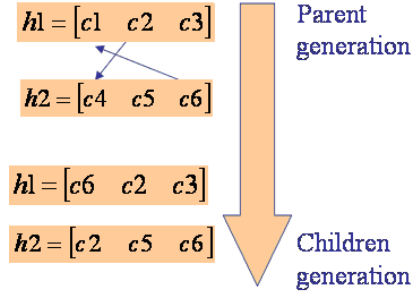 h1 = [c1 c2 c3]
h2 = [c4 c5 c6]
h1 = [c6 c2 c3]
h2 = [c2 c5 c6]
Parent
generation
Children
generation